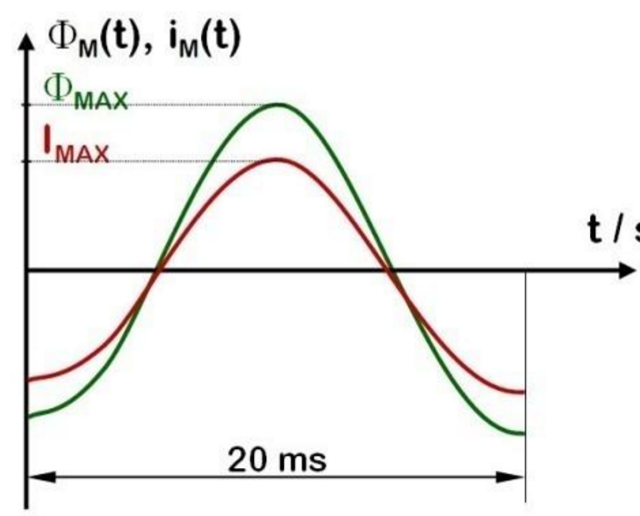 ΦM(t), iM(t)
ΦMAX
IMAX
t / s
20 ms